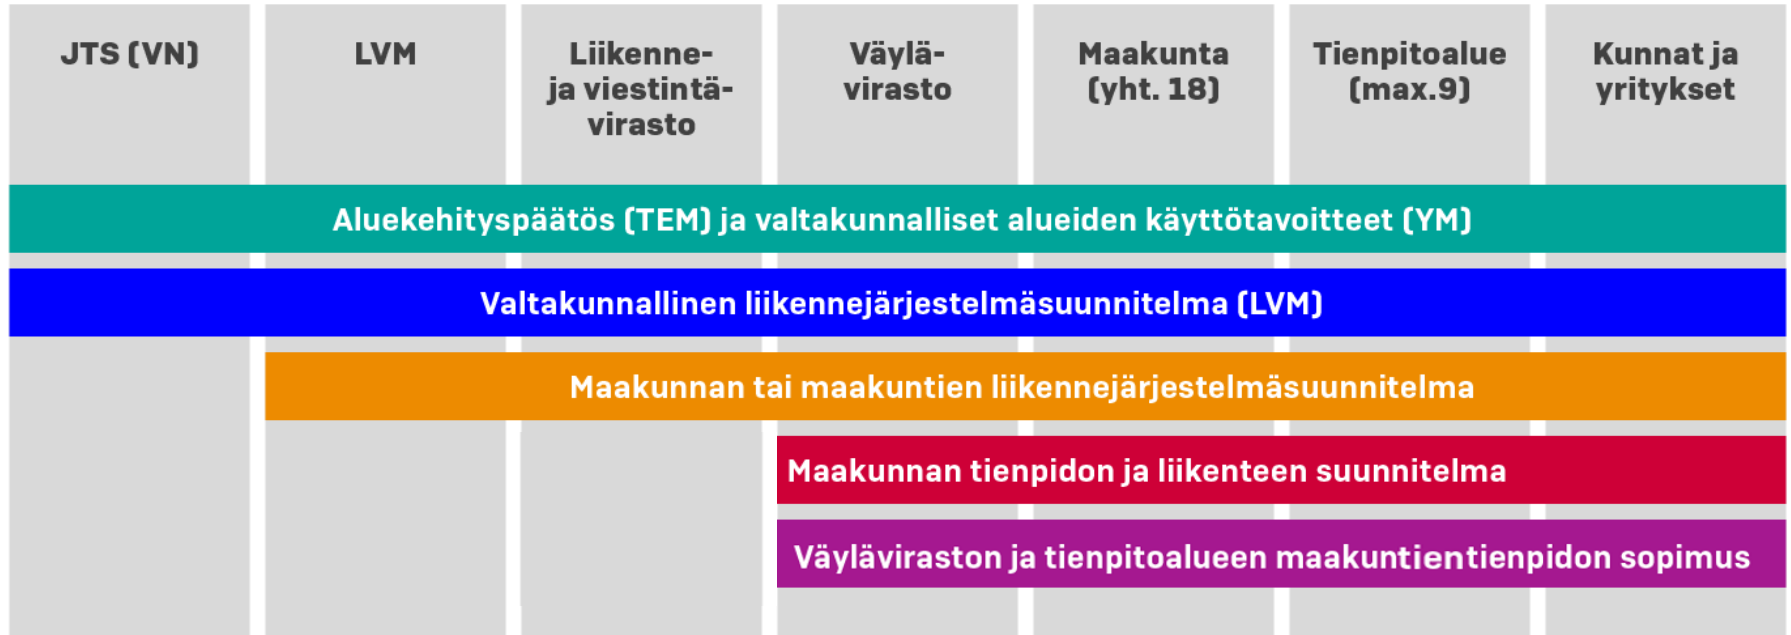 JTS (VN)
LVM
Liikenne-
ja viestintä-
virasto
Väylä-
virasto
Maakunta
(yht. 18)
Tienpitoalue
(max.9)
Kunnat ja
yritykset
Aluekehityspäätös (TEM) ja valtakunnalliset alueiden käyttötavoitteet (YM)
Valtakunnallinen liikennejärjestelmäsuunnitelma (LVM)
Maakunnan tai maakuntien liikennejärjestelmäsuunnitelma
Maakunnan tienpidon ja liikenteen suunnitelma
Väyläviraston ja tienpitoalueen maakuntientienpidon sopimus